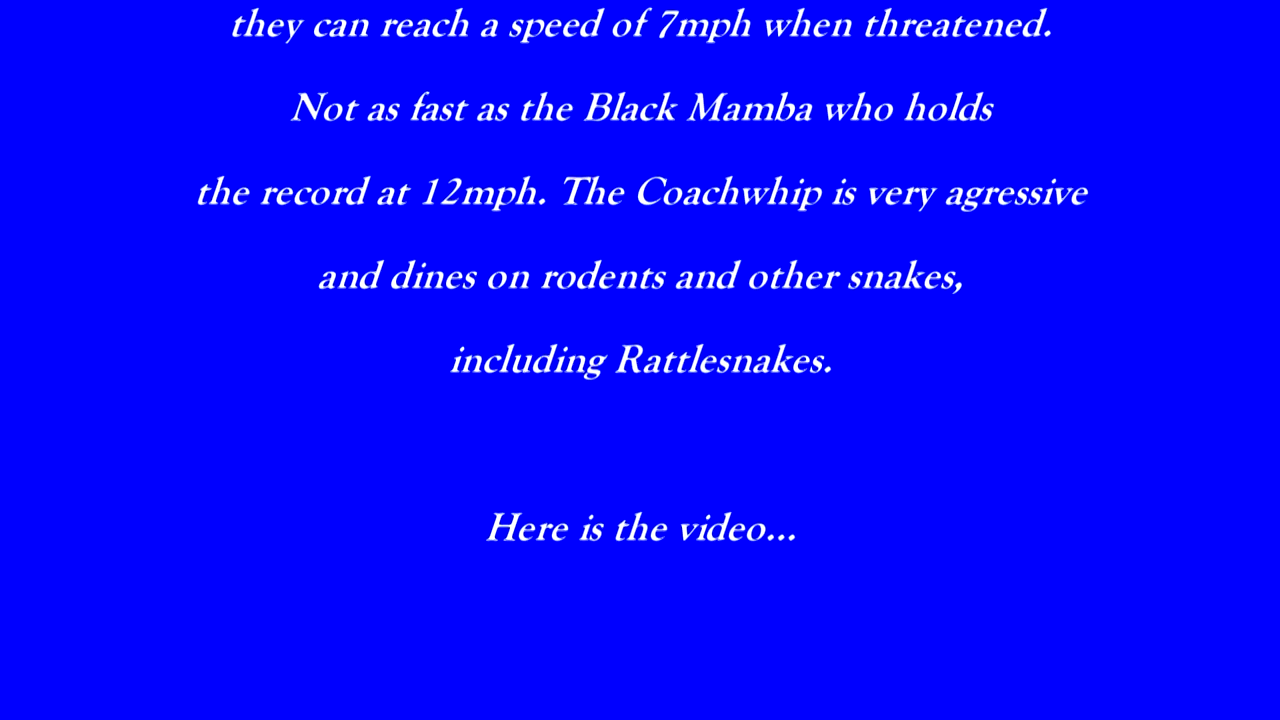 they can reach a speed of 7mph when threatened.
Not as fast as the Black Mamba who holds
the record at 12mph. The Coachwhip is very agressive
and dines on rodents and other snakes,
including Rattlesnakes.
Here is the video...